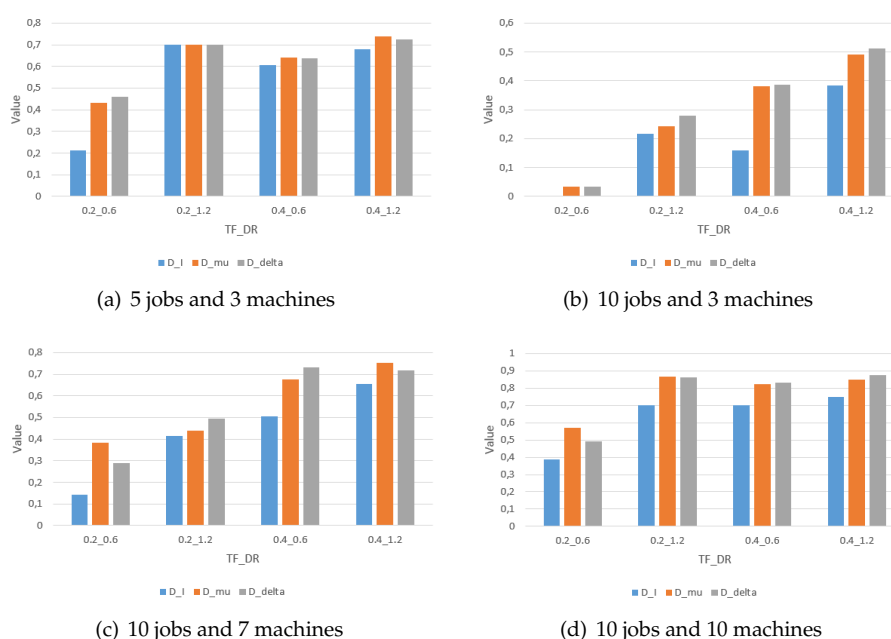 0,8
0,7
0,6
0,5
0,4
0,3
0,2
0,1
0
Value
0.2_0.6 0.2_1.2 0.4_0.6 0.4_1.2
TF_DR
D_I D_mu D_delta
(a) 5 jobs and 3 machines
0,6
0,5
0,4
0,3
0,2
0,1
0
Value
0.2_0.6 0.2_1.2 0.4_0.6 0.4_1.2
TF_DR
D_I D_mu D_delta
(b) 10 jobs and 3 machines
0,8
0,7
0,6
0,5
0,4
0,3
0,2
0,1
0
Value
0.2_0.6 0.2_1.2 0.4_0.6 0.4_1.2
TF_DR
D_I D_mu D_delta
(c) 10 jobs and 7 machines
1
0,9
0,8
0,7
0,6
0,5
0,4
0,3
0,2
0,1
0
Value
0.2_0.6 0.2_1.2 0.4_0.6 0.4_1.2
TF_DR
D_I D_mu D_delta
(d) 10 jobs and 10 machines